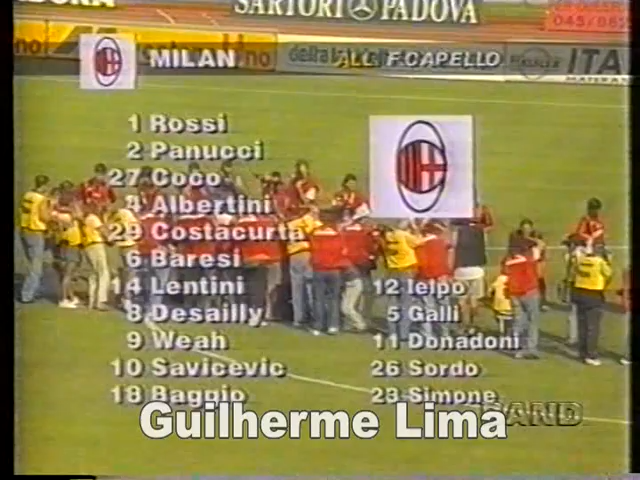 SARTORI PADOVA
045/8
ITA
MILAN ALL. F.CAPELLO
1 Rossi
2 Panucci
27 Coco
4 Albertini
29 Costacurta
6 Baresi
14 Lentini
8 Desailly
9 Weah
10 Savicevic
18 Baggio
12 Ielpo
5 Galli
11 Donadoni
26 Sordo
23 Simone
BAND
Guilherme Lima